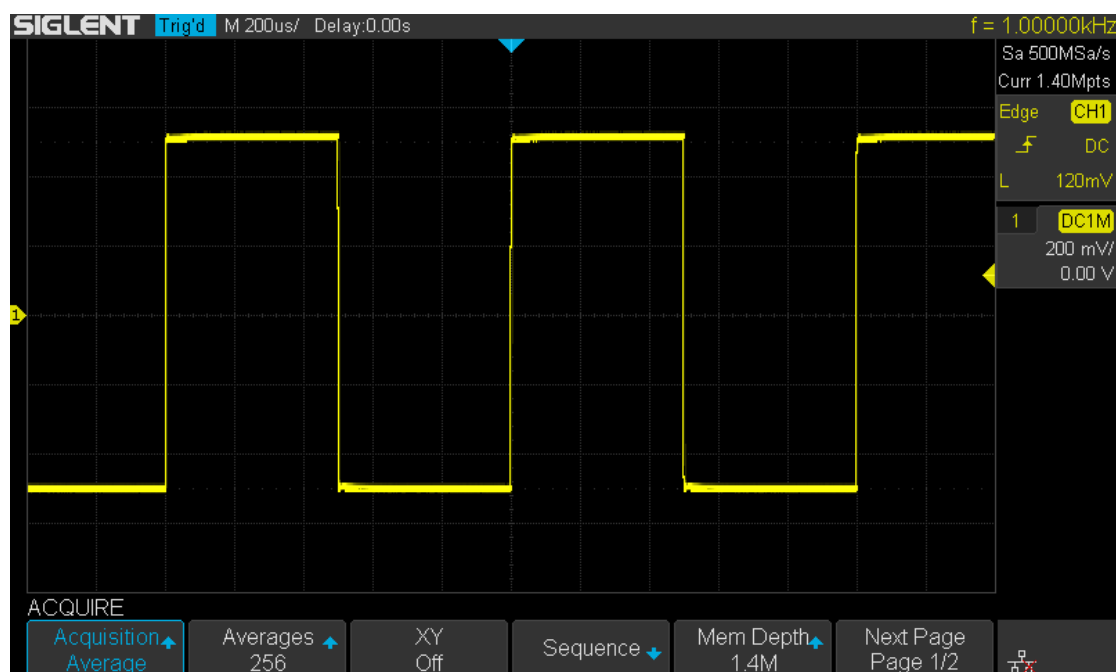 SIGLENT Trig'd M 200us/ Delay:0.00s f = 1.00000kHz
Sa 500MSa/s
Curr 1.40Mpts
Edge CH1
DC
L 120mV
1 DC1M
200 mV/
0.00 V
1
ACQUIRE
Acquisition Averages XY Sequence Mem Depth Next Page
Average 256 Off 1.4M Page 1/2